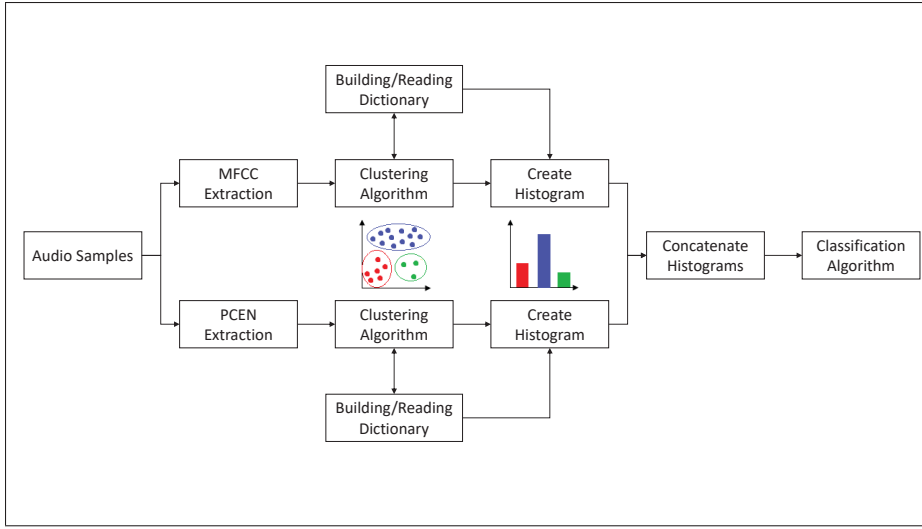 Building/Reading
Dictionary
MFCC
Extraction
Clustering
Algorithm
Create
Histogram
Audio Samples
Concatenate
Histograms
Classification
Algorithm
PCEN
Extraction
Clustering
Algorithm
Create
Histogram
Building/Reading
Dictionary